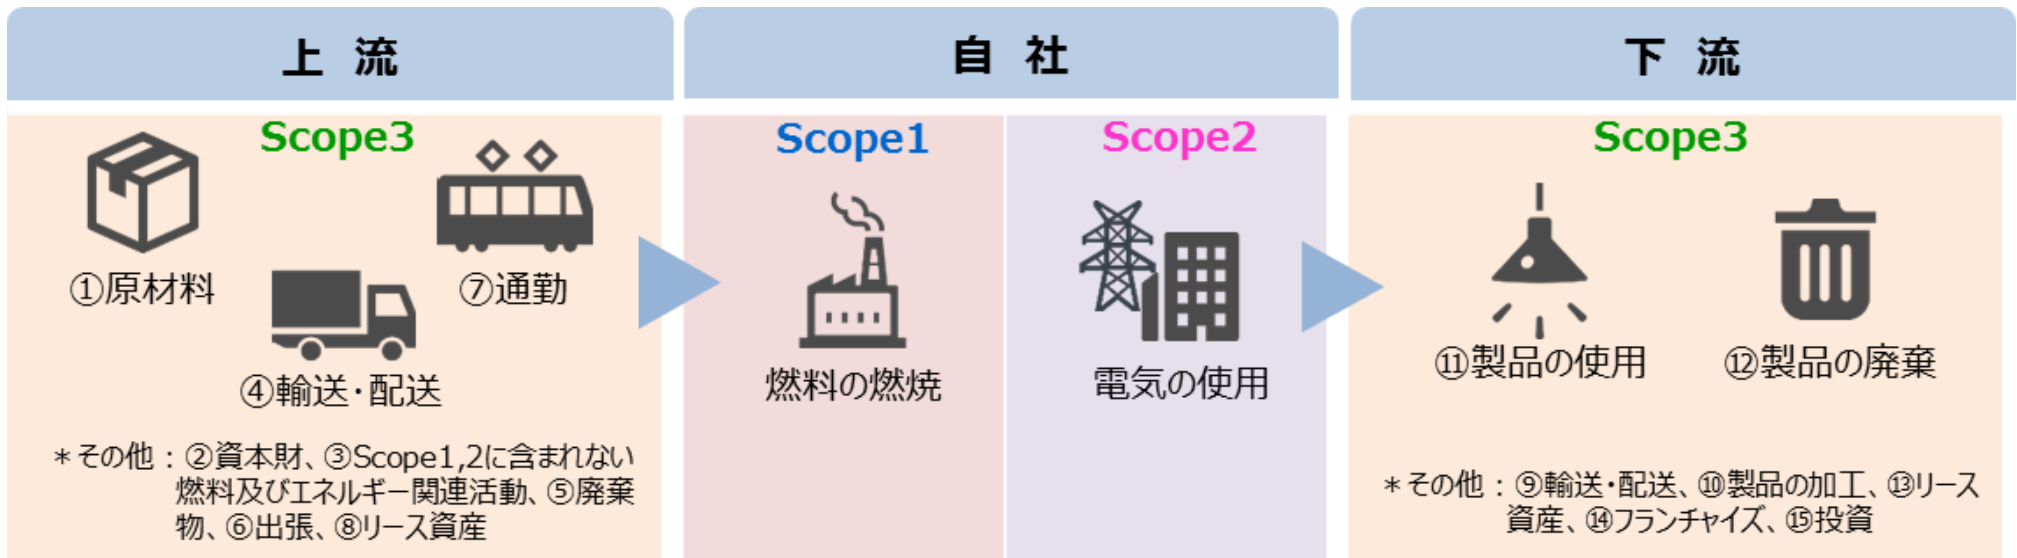 上 流
Scope3
①原材料
⑦通勤
④輸送・配送
＊その他：②資本財、③Scope1,2に含まれない
燃料及びエネルギー関連活動、⑤廃棄
物、⑥出張、⑧リース資産
自 社
Scope1
燃料の燃焼
Scope2
電気の使用
下 流
Scope3
⑪製品の使用
⑫製品の廃棄
＊その他：⑨輸送・配送、⑩製品の加工、⑬リース
資産、⑭フランチャイズ、⑮投資